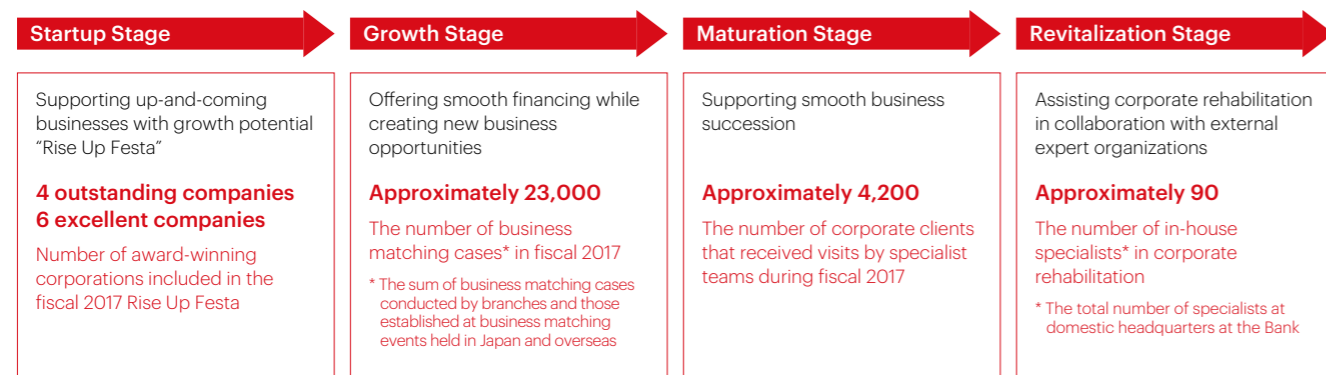 Startup Stage
Supporting up-and-coming
businesses with growth potential
“Rise Up Festa”
4 outstanding companies
6 excellent companies
Number of award-winning
corporations included in the
fiscal 2017 Rise Up Festa
Growth Stage
Offering smooth financing while
creating new business
opportunities
Approximately 23,000
The number of business
matching cases* in fiscal 2017
* The sum of business matching cases
conducted by branches and those
established at business matching
events held in Japan and overseas
Maturation Stage
Supporting smooth business
succession
Approximately 4,200
The number of corporate clients
that received visits by specialist
teams during fiscal 2017
Revitalization Stage
Assisting corporate rehabilitation
in collaboration with external
expert organizations
Approximately 90
The number of in-house
specialists* in corporate
rehabilitation
* The total number of specialists at
domestic headquarters at the Bank